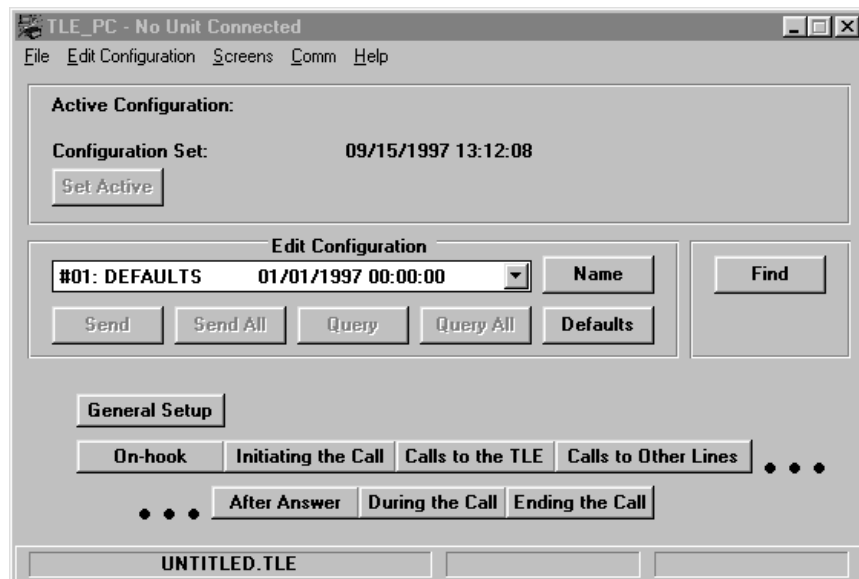 TLE_PC - No Unit Connected
File Edit Configuration Screens Comm Help
Active Configuration:
Configuration Set: 09/15/1997 13:12:08
Set Active
Edit Configuration
#01: DEFAULTS 01/01/1997 00:00:00 Name Find
Send Send All Query Query All Defaults
General Setup
On-hook Initiating the Call Calls to the TLE Calls to Other Lines
After Answer During the Call Ending the Call
UNTITLED.TLE